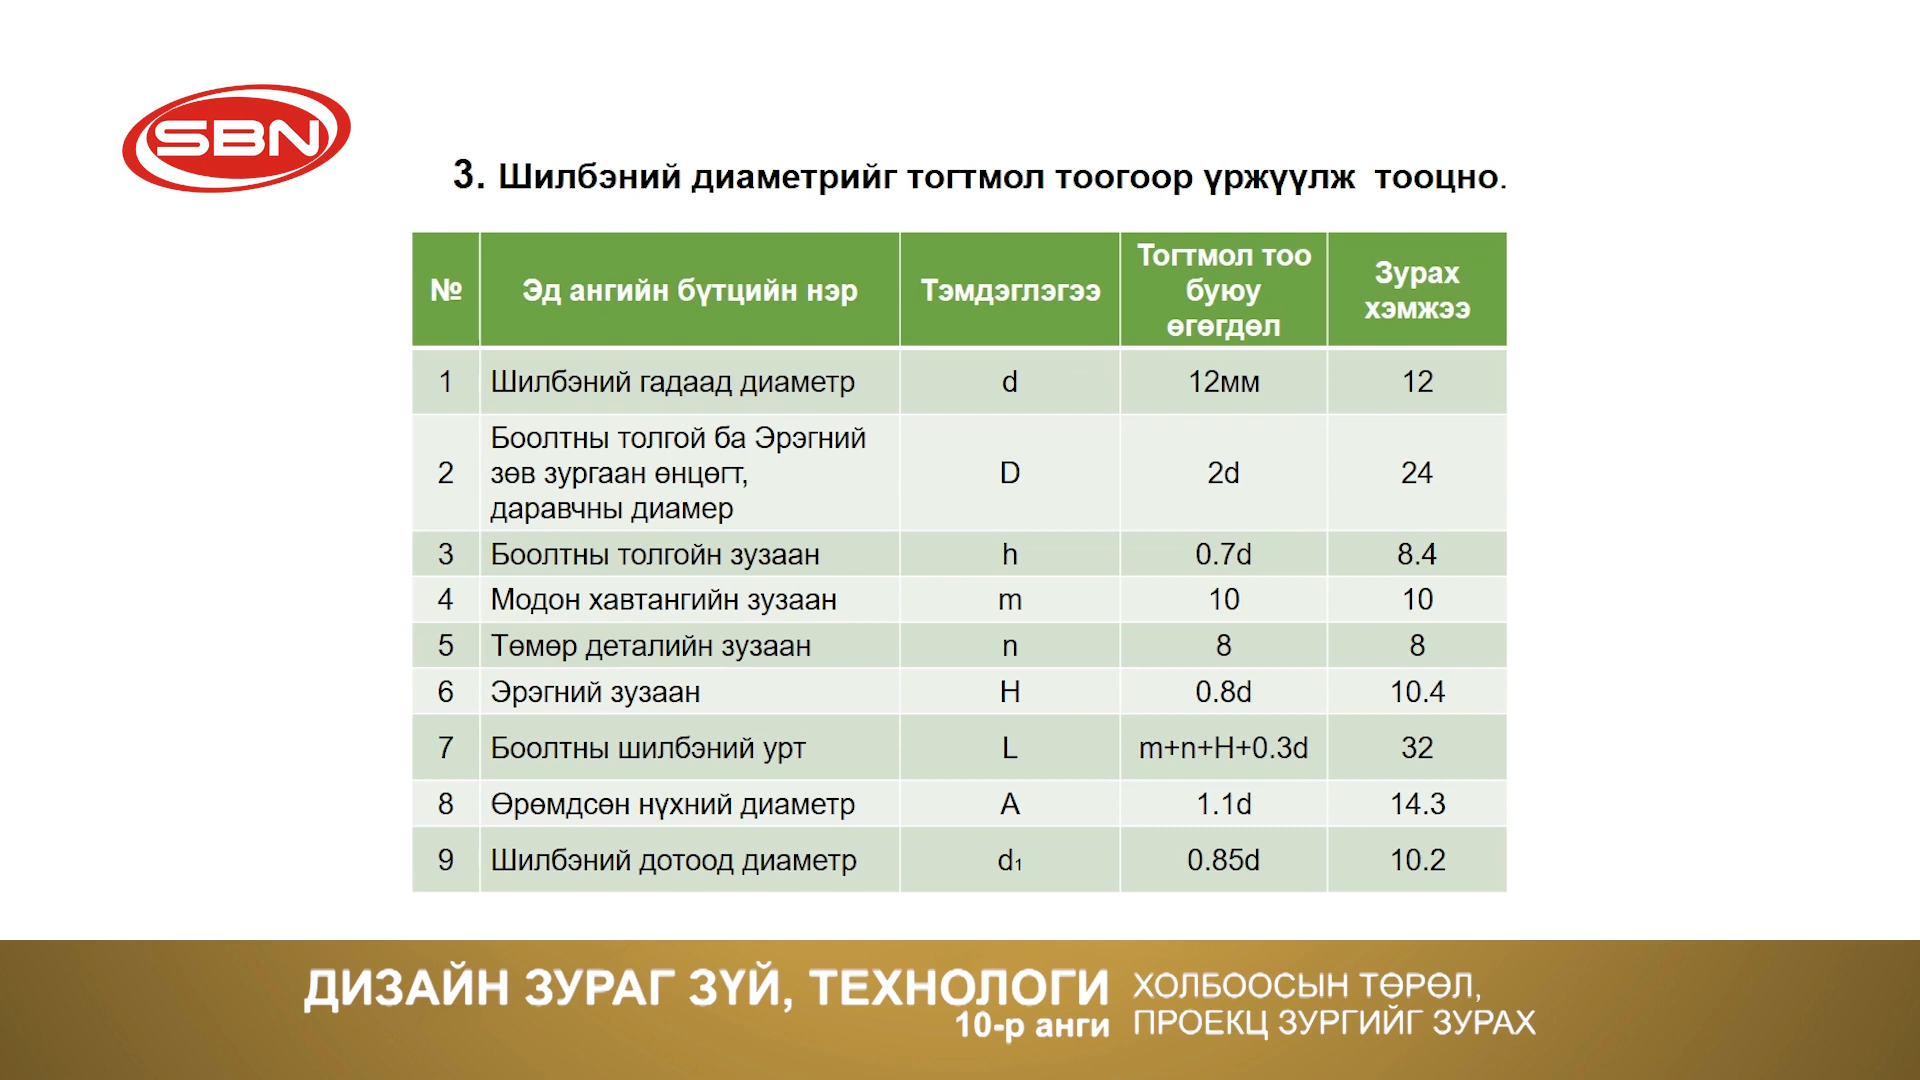 SBN
3. Шилбэний диаметрийг тогтмол тоогоор үржүүлж тооцно.
№ Эд ангийн бүтцийн нэр Тэмдэглэгээ Тогтмол тоо буюу өгөгдөл Зурах хэмжээ
1 Шилбэний гадаад диаметр d 12мм 12
2 Боолтны толгой ба Эрэгний зөв зургаан өнцөгт, даравчны диамер D 2d 24
3 Боолтны толгойн зузаан h 0.7d 8.4
4 Модон хавтангийн зузаан m 10 10
5 Төмөр деталийн зузаан n 8 8
6 Эрэгний зузаан H 0.8d 10.4
7 Боолтны шилбэний урт L m+n+H+0.3d 32
8 Өрөмдсөн нүхний диаметр A 1.1d 14.3
9 Шилбэний дотоод диаметр d₁ 0.85d 10.2
ДИЗАЙН ЗУРАГ ЗҮЙ, ТЕХНОЛОГИ
10-р анги
ХОЛБООСЫН ТӨРӨЛ,
ПРОЕКЦ ЗУРГИЙГ ЗУРАХ